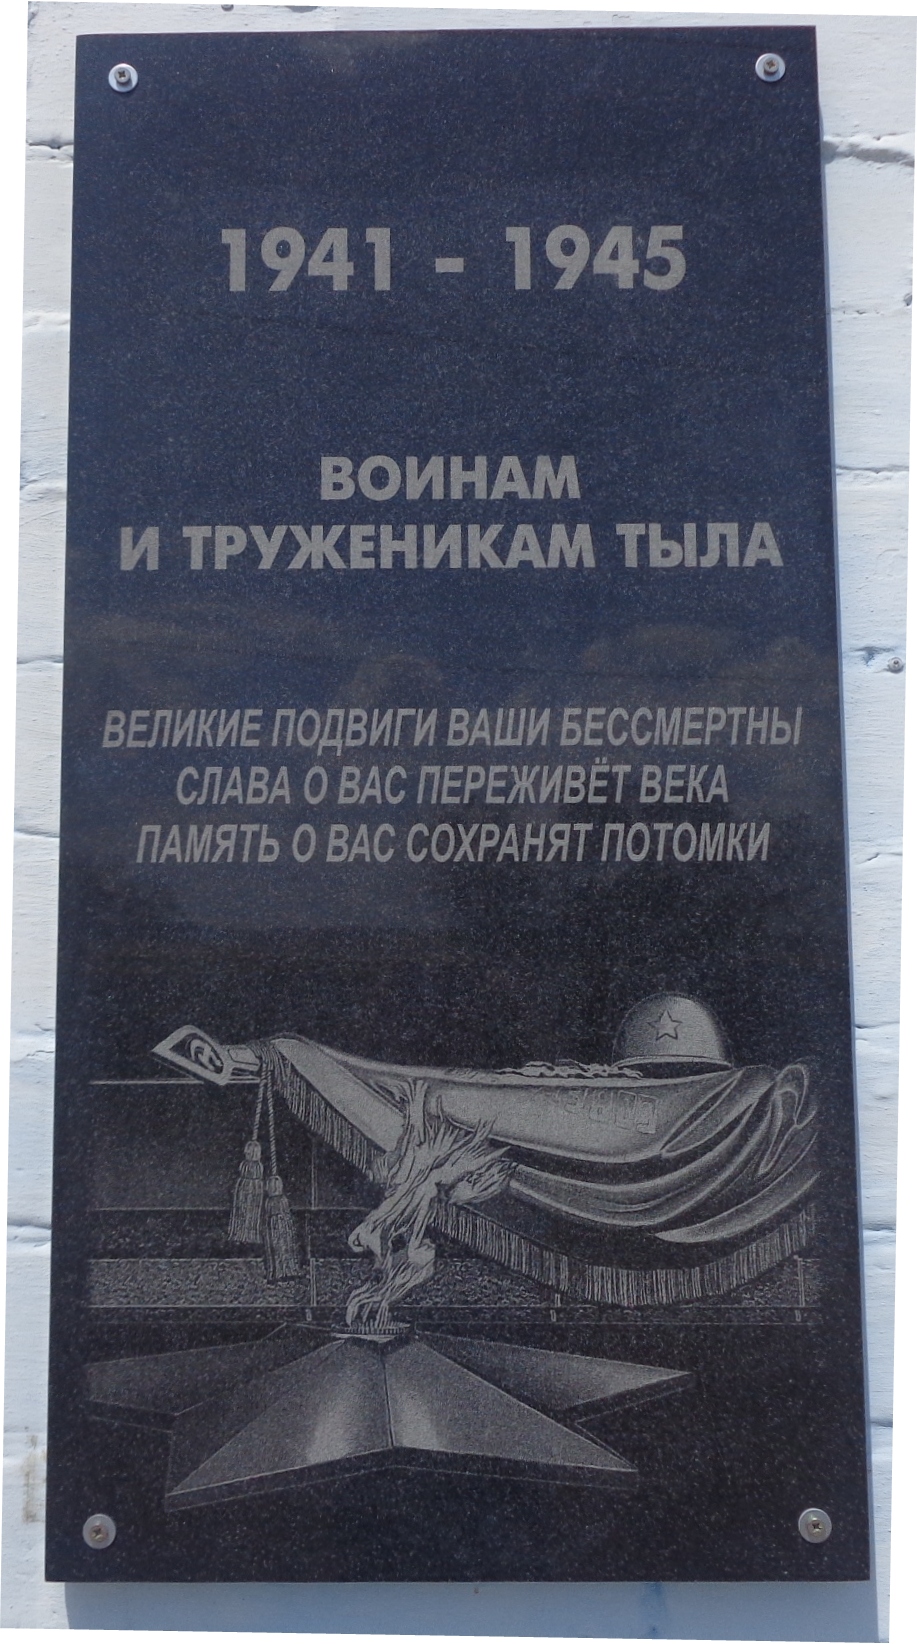 1941 - 1945
ВОИНАМ
И ТРУЖЕНИКАМ ТЫЛА
ВЕЛИКИЕ ПОДВИГИ ВАШИ БЕССМЕРТНЫ
СЛАВА О ВАС ПЕРЕЖИВЁТ ВЕКА
ПАМЯТЬ О ВАС СОХРАНЯТ ПОТОМКИ